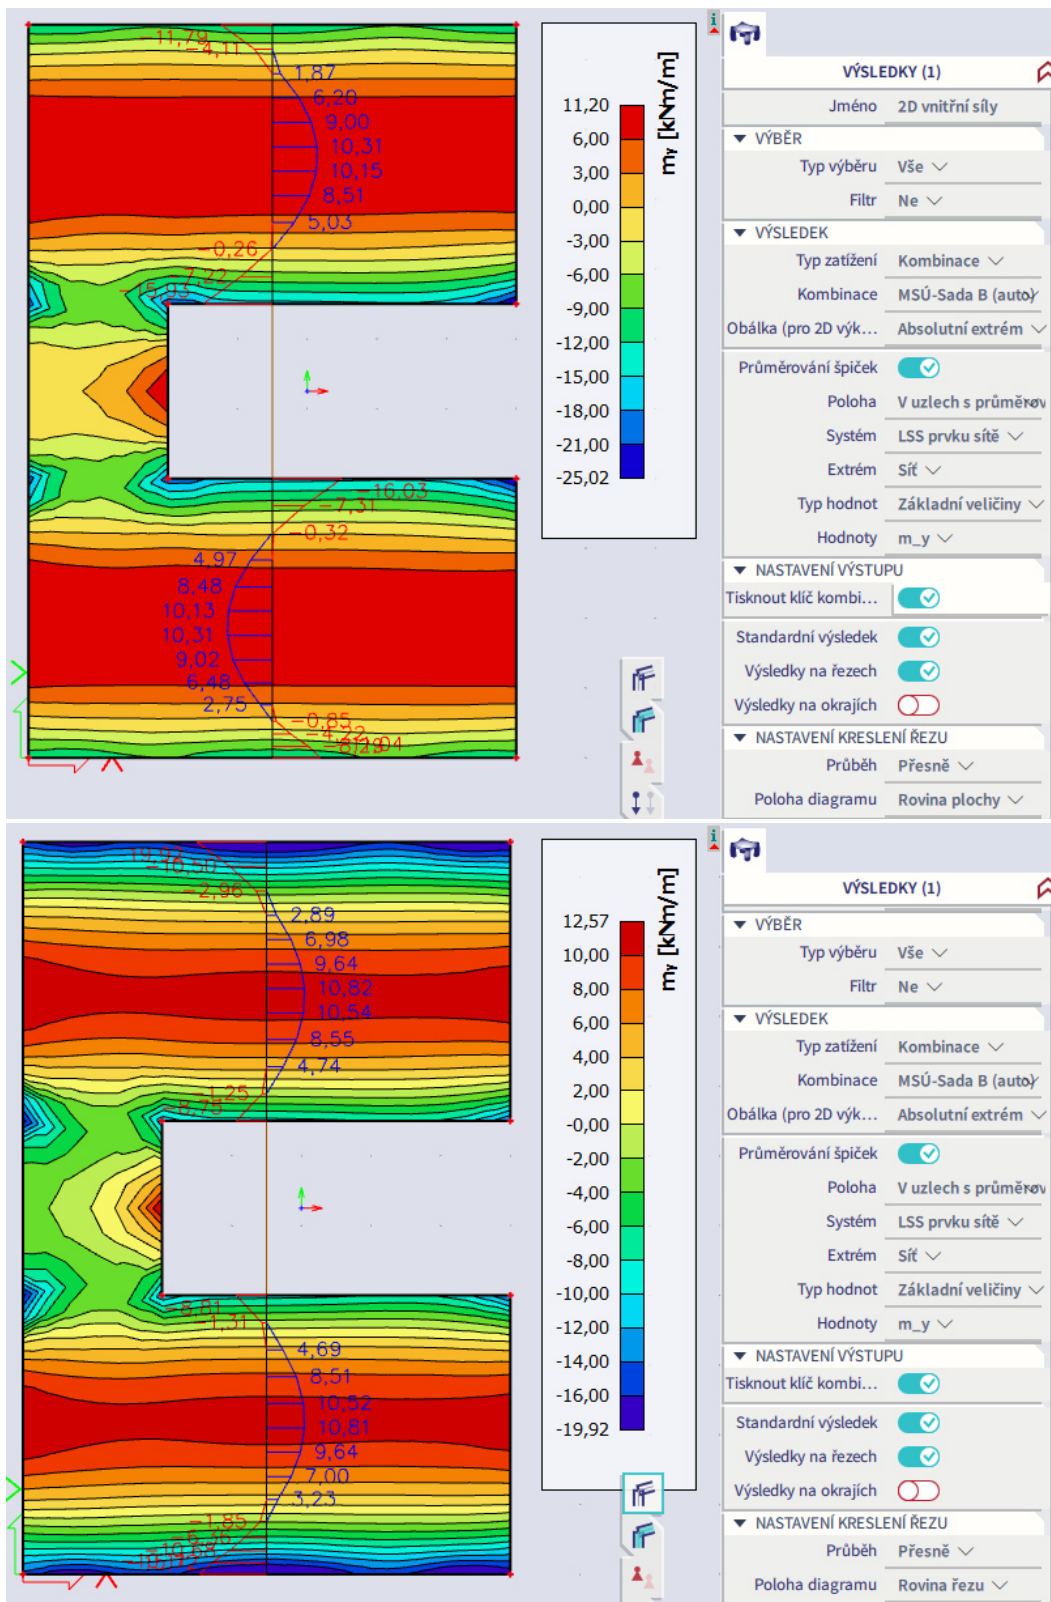 −11,79
−4,11
1,87
6,20
9,00
10,31
10,15
8,51
5,03
−0,26
−7,22
−15,93
−16,03
−7,31
−0,32
4,97
8,48
10,13
10,31
9,02
6,48
2,75
−0,85
−4,22
m_y [kNm/m]
11,20
6,00
3,00
0,00
-3,00
-6,00
-9,00
-12,00
-15,00
-18,00
-21,00
-25,02
VÝSLEDKY (1)
Jméno 2D vnitřní síly
VÝBĚR
Typ výběru Vše
Filtr Ne
VÝSLEDEK
Typ zatížení Kombinace
Kombinace MSÚ-Sada B (auto)
Obálka (pro 2D výk... Absolutní extrém
Průměrování špiček
Poloha V uzlech s průměrov
Systém LSS prvku sítě
Extrém Síť
Typ hodnot Základní veličiny
Hodnoty m_y
NASTAVENÍ VÝSTUPU
Tisknout klíč kombi...
Standardní výsledek
Výsledky na řezech
Výsledky na okrajích
NASTAVENÍ KRESLENÍ ŘEZU
Průběh Přesně
Poloha diagramu Rovina plochy
−10,50
−2,96
2,89
6,98
9,64
10,82
10,54
8,55
4,74
−1,25
−8,75
−8,81
−1,31
4,69
8,51
10,52
10,81
9,64
7,00
3,23
−1,85
−6,36
m_y [kNm/m]
12,57
10,00
8,00
6,00
4,00
2,00
-0,00
-2,00
-4,00
-6,00
-8,00
-10,00
-12,00
-14,00
-16,00
-19,92
VÝSLEDKY (1)
VÝBĚR
Typ výběru Vše
Filtr Ne
VÝSLEDEK
Typ zatížení Kombinace
Kombinace MSÚ-Sada B (auto)
Obálka (pro 2D výk... Absolutní extrém
Průměrování špiček
Poloha V uzlech s průměrov
Systém LSS prvku sítě
Extrém Síť
Typ hodnot Základní veličiny
Hodnoty m_y
NASTAVENÍ VÝSTUPU
Tisknout klíč kombi...
Standardní výsledek
Výsledky na řezech
Výsledky na okrajích
NASTAVENÍ KRESLENÍ ŘEZU
Průběh Přesně
Poloha diagramu Rovina řezu